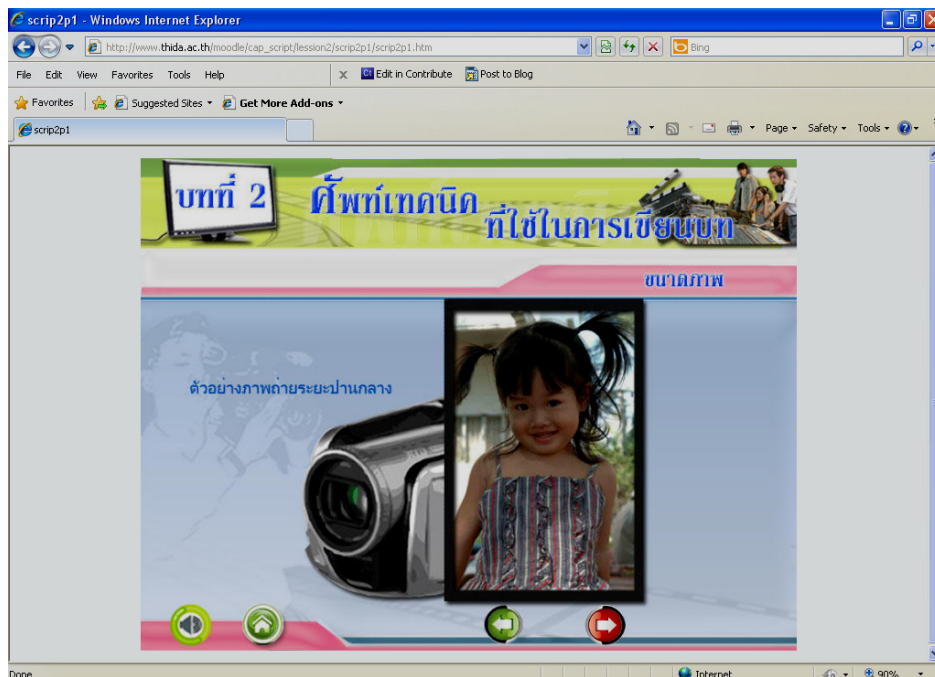 scrip2p1 - Windows Internet Explorer
http://www.thida.ac.th/moodle/cap_script/lession2/scrip2p1/scrip2p1.htm
Bing
File Edit View Favorites Tools Help
x Edit in Contribute Post to Blog
Favorites Suggested Sites Get More Add-ons
scrip2p1
Page Safety Tools
บทที่ 2
ศัพท์เทคนิค
ที่ใช้ในการเขียนบท
ขนาดภาพ
ตัวอย่างภาพถ่ายระยะปานกลาง
Done
Internet
90%